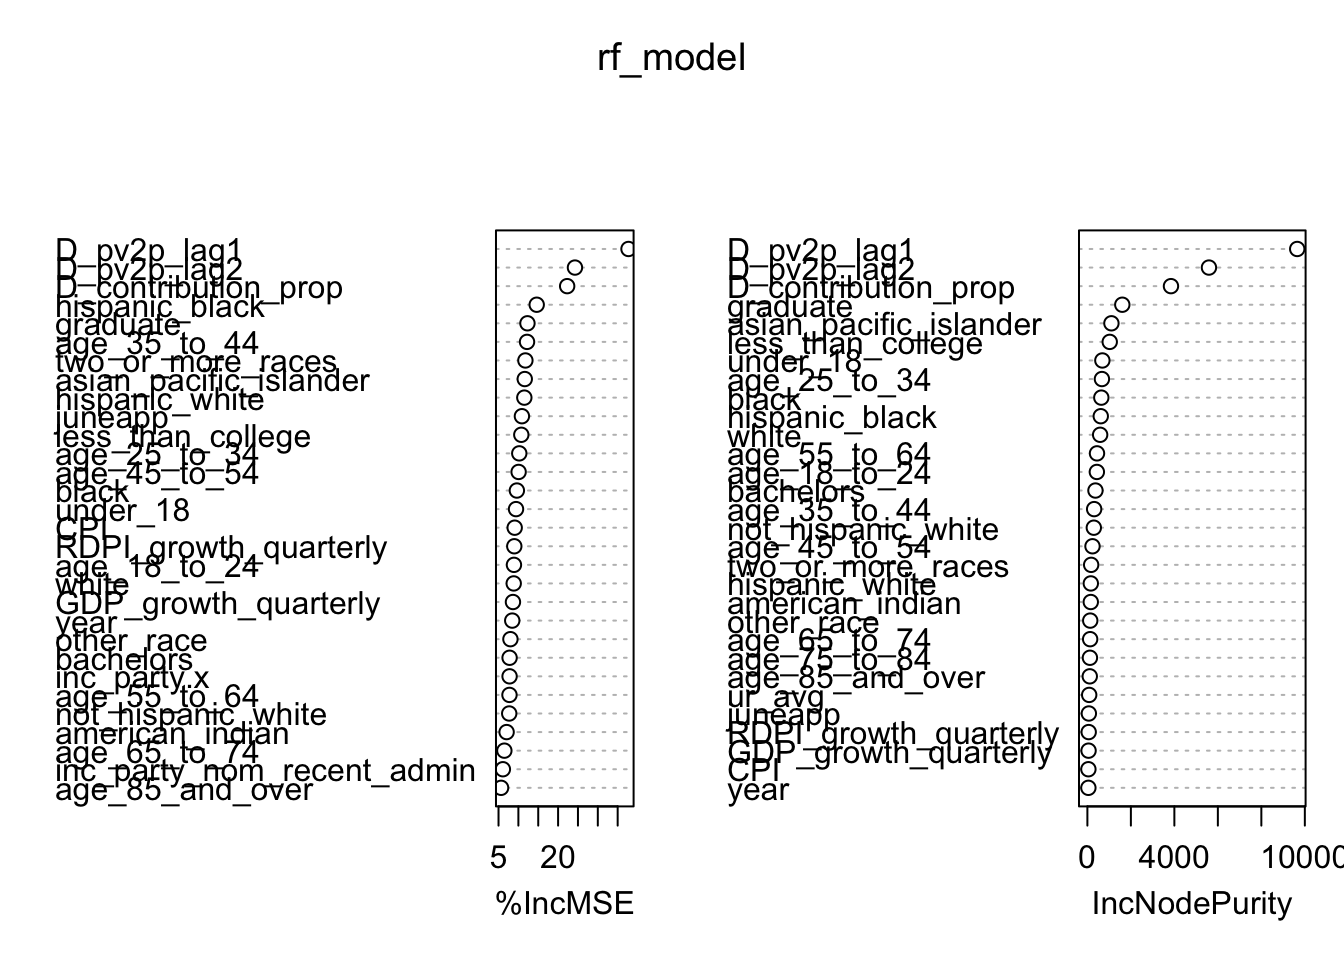 rf_model
D_pv2p_lag1
D_pv2p_lag2
D_contribution_prop
hispanic_black
graduate
age_35_to_44
two_or_more_races
asian_pacific_islander
hispanic_white
juneapp
less_than_college
age_25_to_34
age_45_to_54
black
under_18
CPI
RDPI_growth_quarterly
age_18_to_24
white
GDP_growth_quarterly
year
other_race
bachelors
inc_party.x
age_55_to_64
not_hispanic_white
american_indian
age_65_to_74
inc_party_nom_recent_admin
age_85_and_over
5 20
%IncMSE
D_pv2p_lag1
D_pv2p_lag2
D_contribution_prop
graduate
asian_pacific_islander
less_than_college
under_18
age_25_to_34
black
hispanic_black
white
age_55_to_64
age_18_to_24
bachelors
age_35_to_44
not_hispanic_white
age_45_to_54
two_or_more_races
hispanic_white
american_indian
other_race
age_65_to_74
age_75_to_84
age_85_and_over
ur_avg
juneapp
RDPI_growth_quarterly
GDP_growth_quarterly
CPI
year
0 4000 10000
IncNodePurity